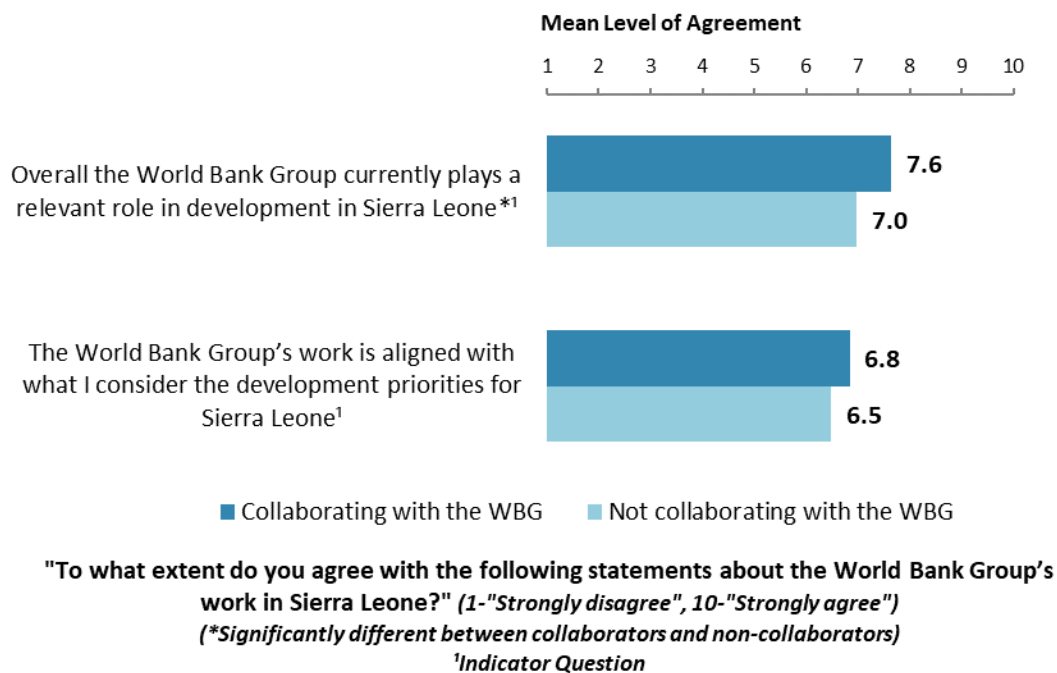 Mean Level of Agreement
1 2 3 4 5 6 7 8 9 10
Overall the World Bank Group currently plays a
relevant role in development in Sierra Leone*¹
7.6
7.0
The World Bank Group’s work is aligned with
what I consider the development priorities for
Sierra Leone¹
6.8
6.5
Collaborating with the WBG Not collaborating with the WBG
"To what extent do you agree with the following statements about the World Bank Group’s
work in Sierra Leone?" (1-"Strongly disagree", 10-"Strongly agree")
(*Significantly different between collaborators and non-collaborators)
¹Indicator Question